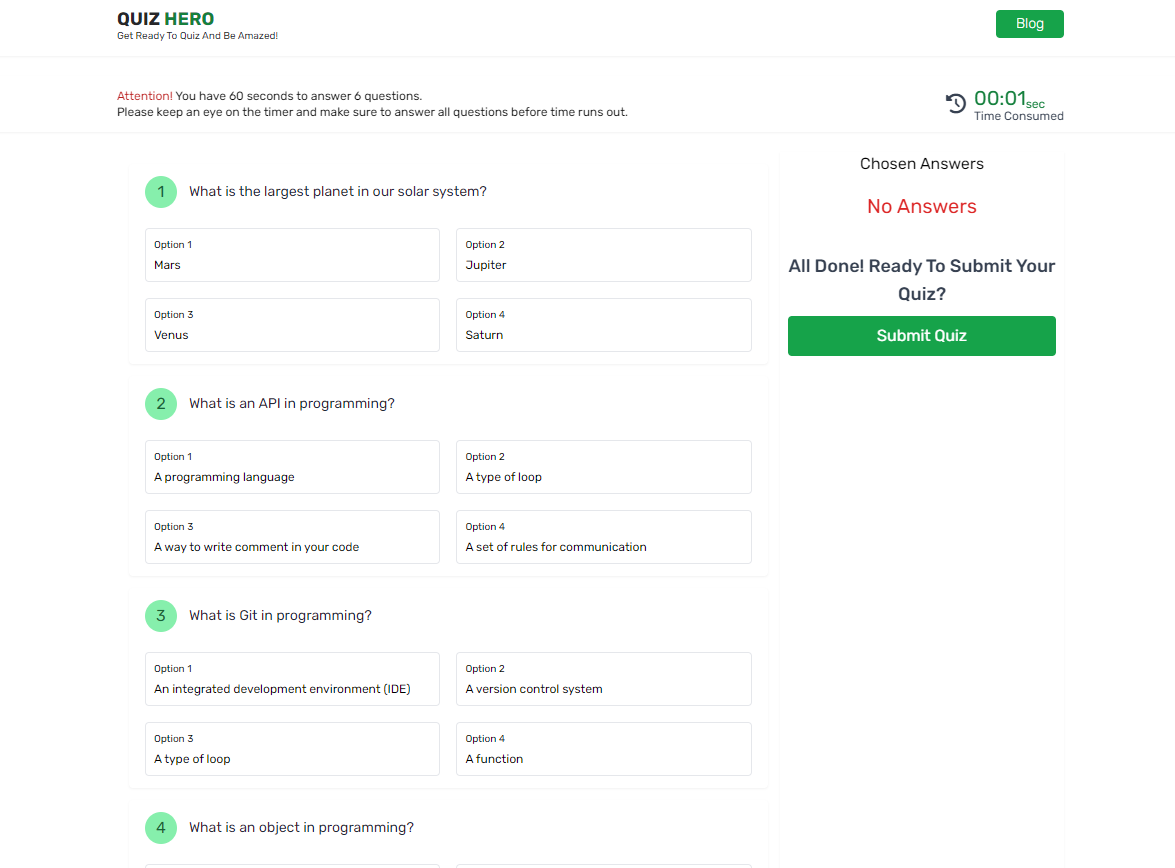 QUIZ HERO
Get Ready To Quiz And Be Amazed!
Blog
Attention! You have 60 seconds to answer 6 questions.
Please keep an eye on the timer and make sure to answer all questions before time runs out.
00:01sec
Time Consumed
1 What is the largest planet in our solar system?
Option 1
Mars
Option 2
Jupiter
Option 3
Venus
Option 4
Saturn
2 What is an API in programming?
Option 1
A programming language
Option 2
A type of loop
Option 3
A way to write comment in your code
Option 4
A set of rules for communication
3 What is Git in programming?
Option 1
An integrated development environment (IDE)
Option 2
A version control system
Option 3
A type of loop
Option 4
A function
4 What is an object in programming?
Chosen Answers
No Answers
All Done! Ready To Submit Your
Quiz?
Submit Quiz